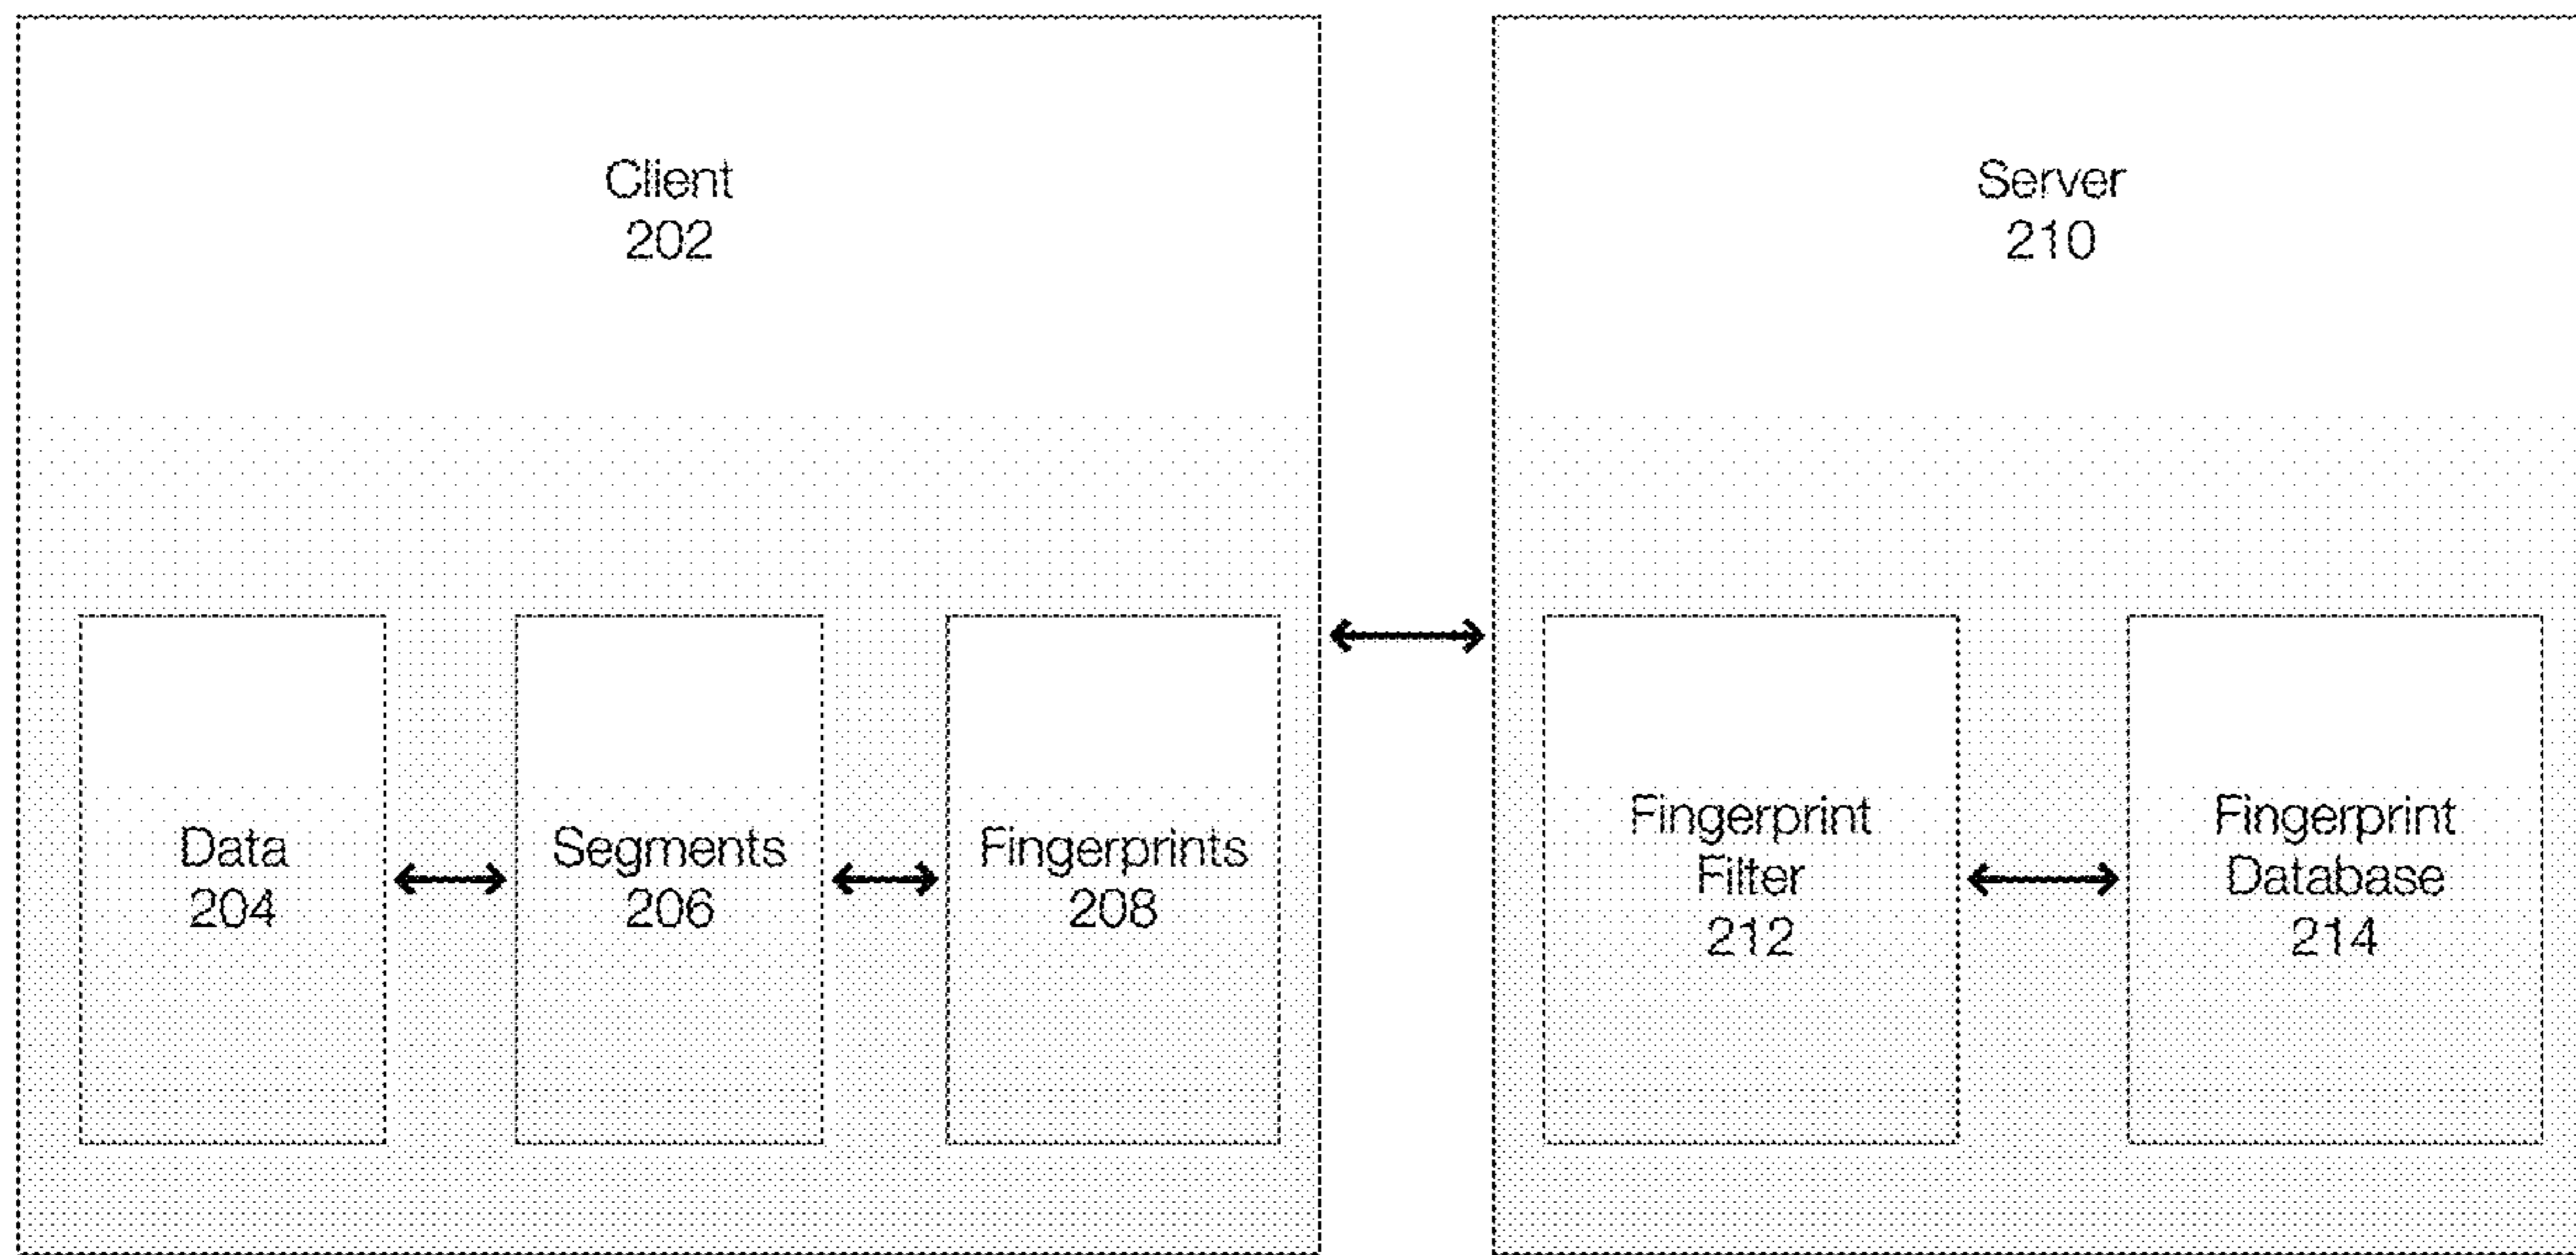 Client
202
Data
204
Segments
206
Fingerprints
208
Server
210
Fingerprint
Filter
212
Fingerprint
Database
214